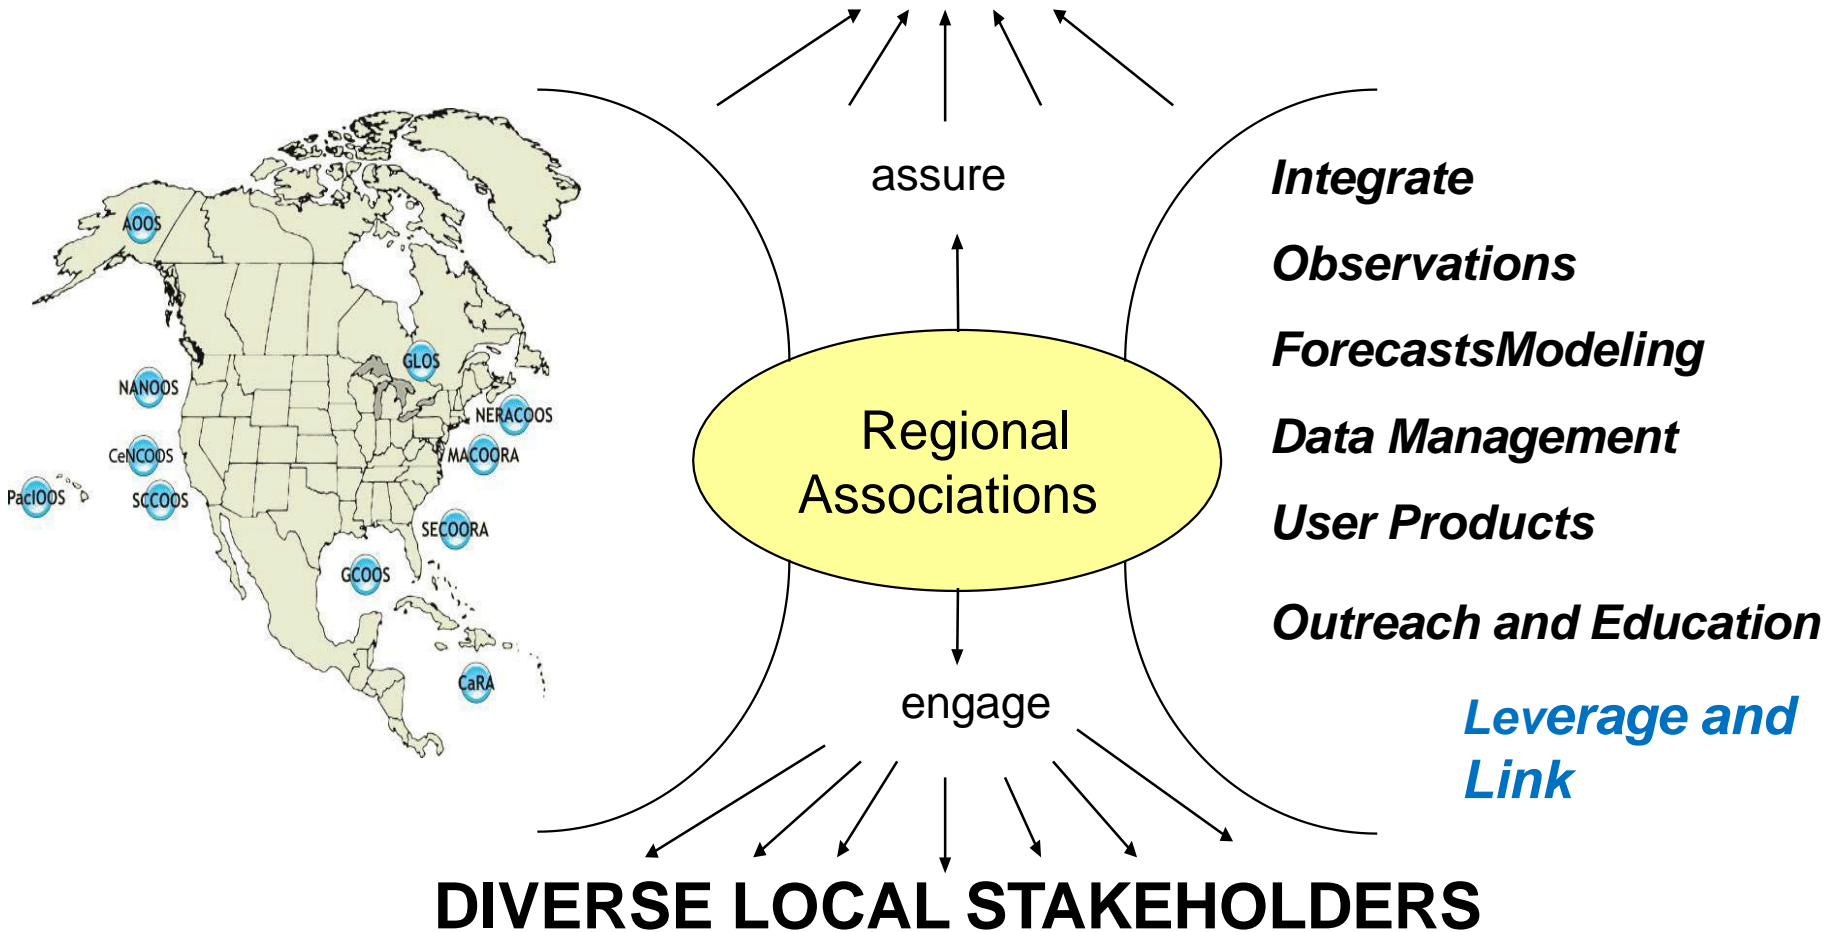 assure
AOOS
GLOS
NANOOS
NERACOOS
CeNCOOS
MACOORA
PacIOOS
SCCOOS
SECOORA
GCOOS
CaRA
Regional
Associations
engage
Integrate
Observations
ForecastsModeling
Data Management
User Products
Outreach and Education
Leverage and
Link
DIVERSE LOCAL STAKEHOLDERS